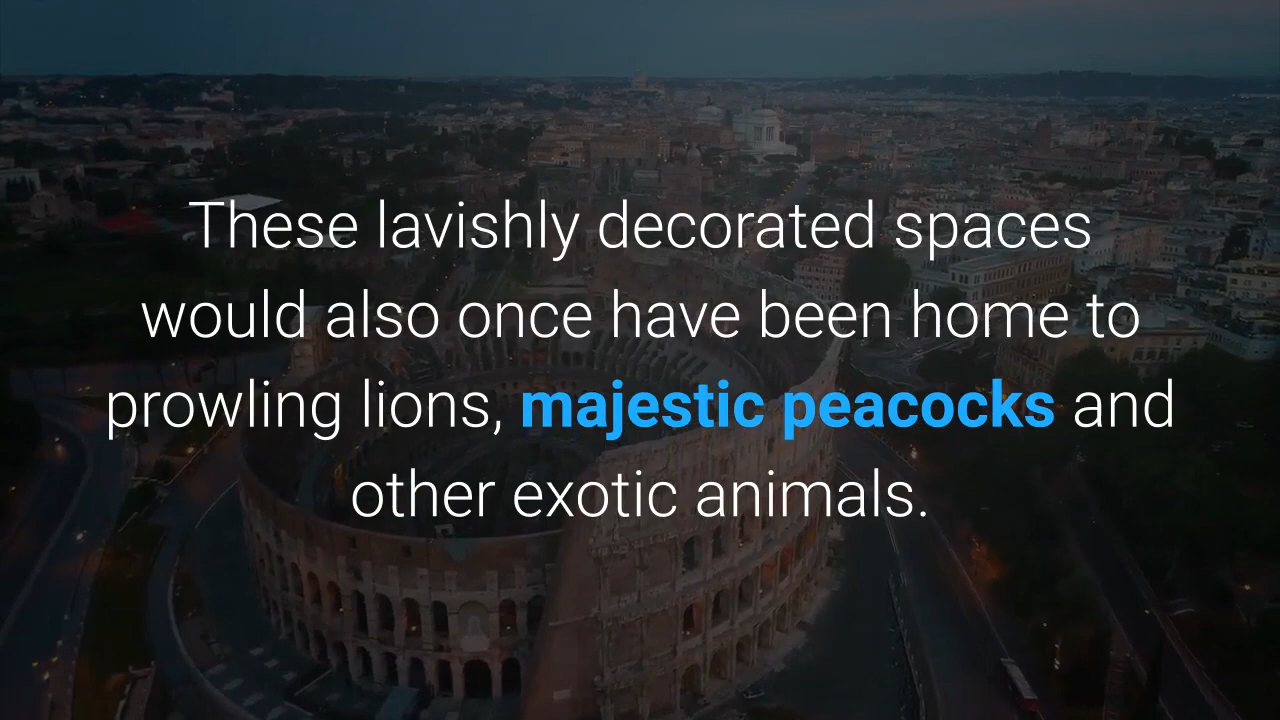 These lavishly decorated spaces
would also once have been home to
prowling lions, majestic peacocks and
other exotic animals.